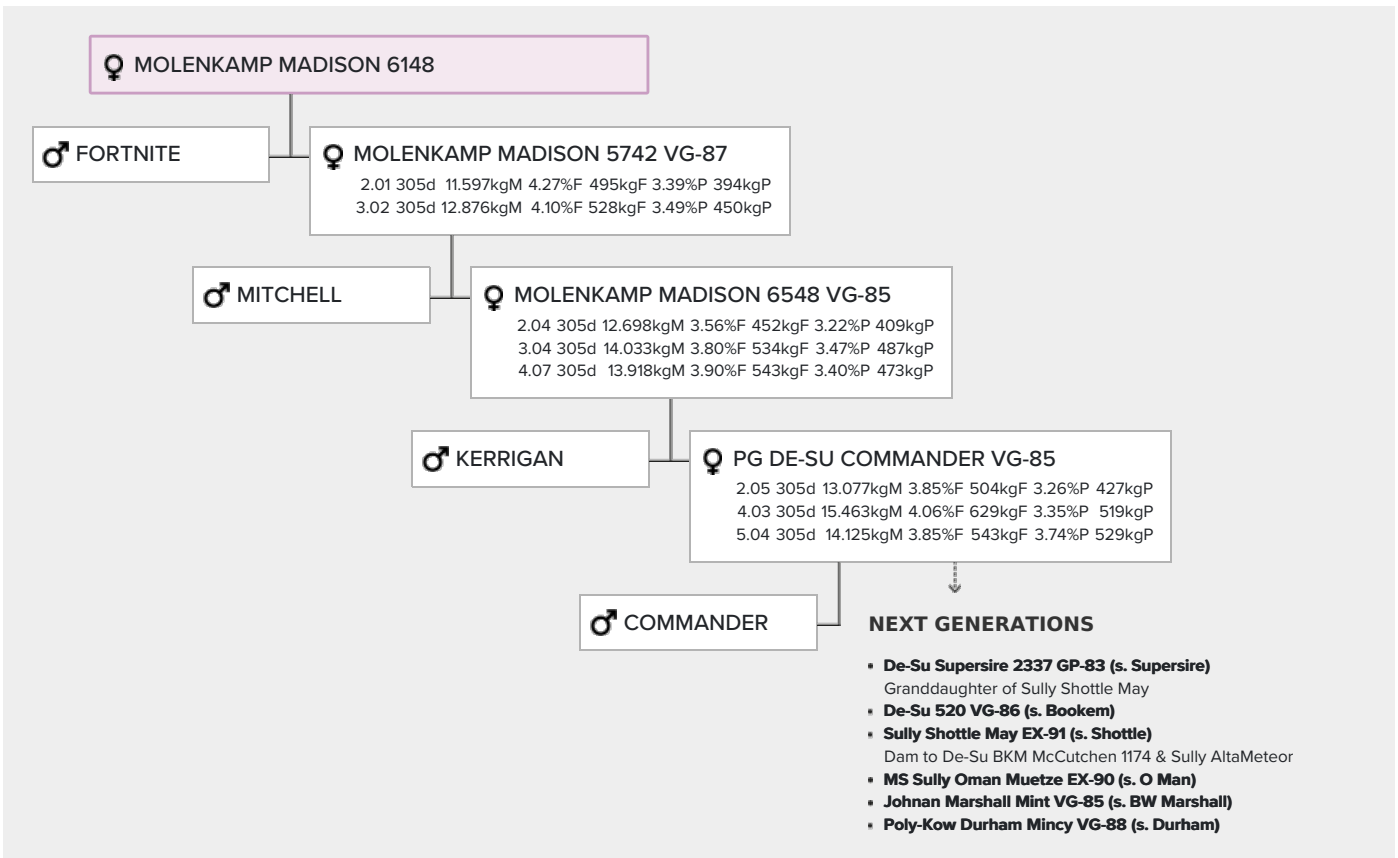 MOLENKAMP MADISON 6148
FORTNITE
MOLENKAMP MADISON 5742 VG-87
2.01 305d 11.597kgM 4.27%F 495kgF 3.39%P 394kgP
3.02 305d 12.876kgM 4.10%F 528kgF 3.49%P 450kgP
MITCHELL
MOLENKAMP MADISON 6548 VG-85
2.04 305d 12.698kgM 3.56%F 452kgF 3.22%P 409kgP
3.04 305d 14.033kgM 3.80%F 534kgF 3.47%P 487kgP
4.07 305d 13.918kgM 3.90%F 543kgF 3.40%P 473kgP
KERRIGAN
PG DE-SU COMMANDER VG-85
2.05 305d 13.077kgM 3.85%F 504kgF 3.26%P 427kgP
4.03 305d 15.463kgM 4.06%F 629kgF 3.35%P 519kgP
5.04 305d 14.125kgM 3.85%F 543kgF 3.74%P 529kgP
COMMANDER
NEXT GENERATIONS
• De-Su Supersire 2337 GP-83 (s. Supersire)
Granddaughter of Sully Shottle May
• De-Su 520 VG-86 (s. Bookem)
• Sully Shottle May EX-91 (s. Shottle)
Dam to De-Su BKM McCutchen 1174 & Sully AltaMeteor
• MS Sully Oman Muetze EX-90 (s. O Man)
• Johnan Marshall Mint VG-85 (s. BW Marshall)
• Poly-Kow Durham Mincy VG-88 (s. Durham)